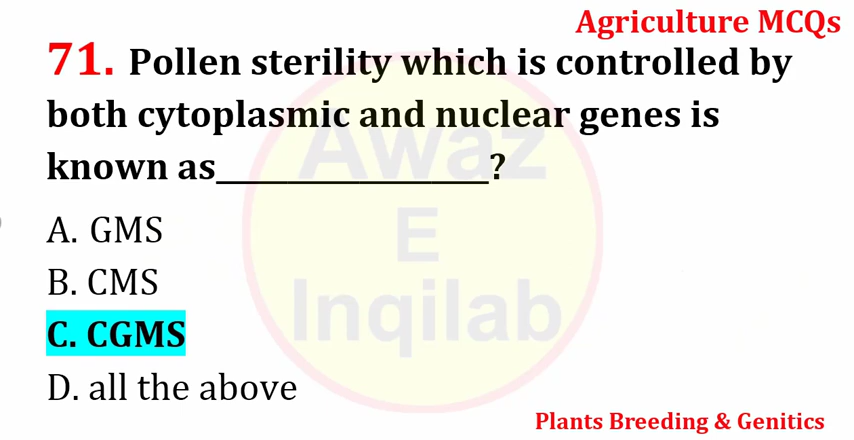 Agriculture MCQs
71. Pollen sterility which is controlled by
both cytoplasmic and nuclear genes is
known as__________________?
A. GMS
B. CMS
C. CGMS
D. all the above
Awaz
E
Inqilab
Plants Breeding & Genitics